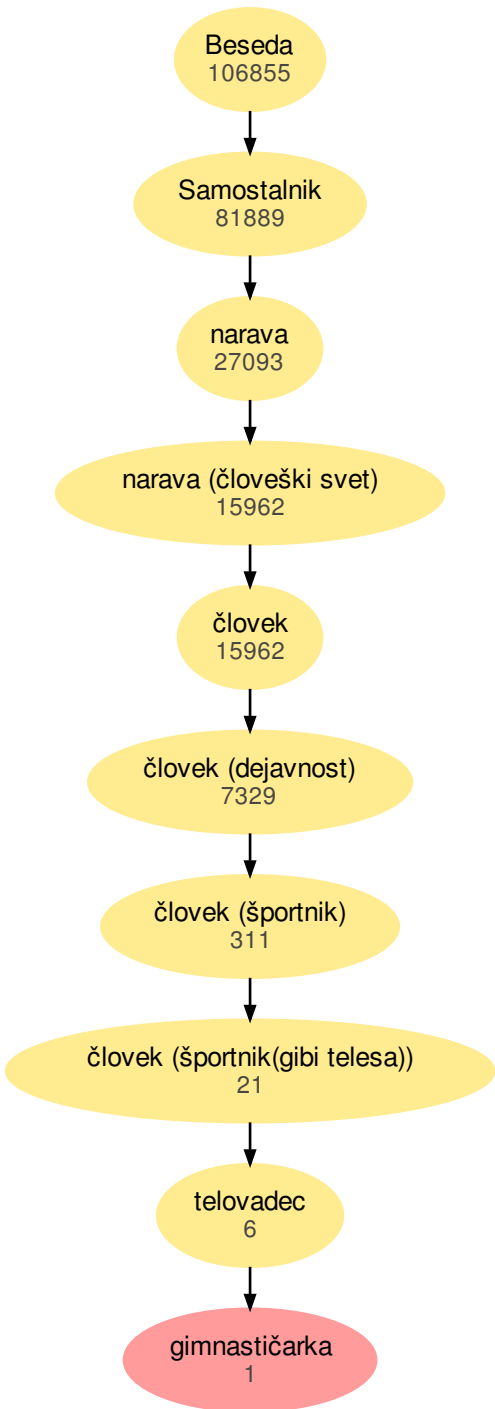 Beseda
106855
Samostalnik
81889
narava
27093
narava (človeški svet)
15962
človek
15962
človek (dejavnost)
7329
človek (športnik)
311
človek (športnik(gibi telesa))
21
telovadec
6
gimnastičarka
1